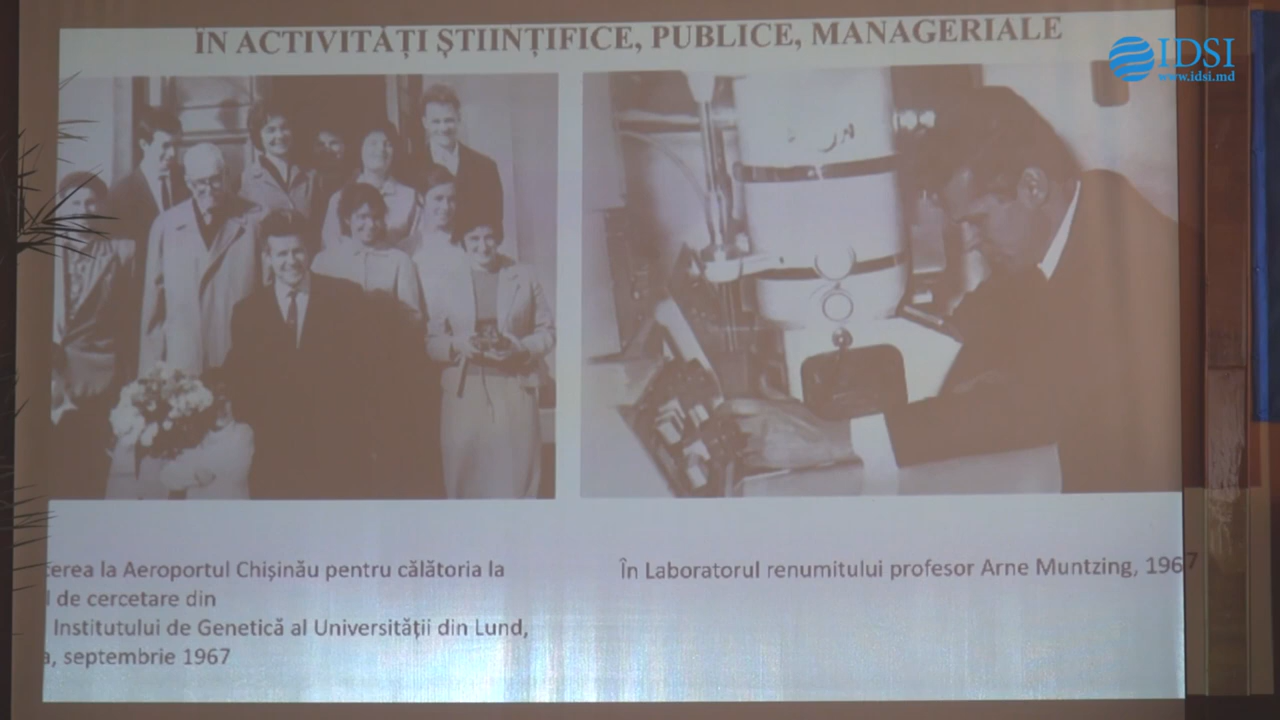 ÎN ACTIVITĂȚI ȘTIINȚIFICE, PUBLICE, MANAGERIALE
IDSI
www.idsi.md
la Aeroportul Chișinău pentru călătoria la
de cercetare din
Institutului de Genetică al Universității din Lund,
septembrie 1967
În Laboratorul renumitului profesor Arne Muntzing, 1967